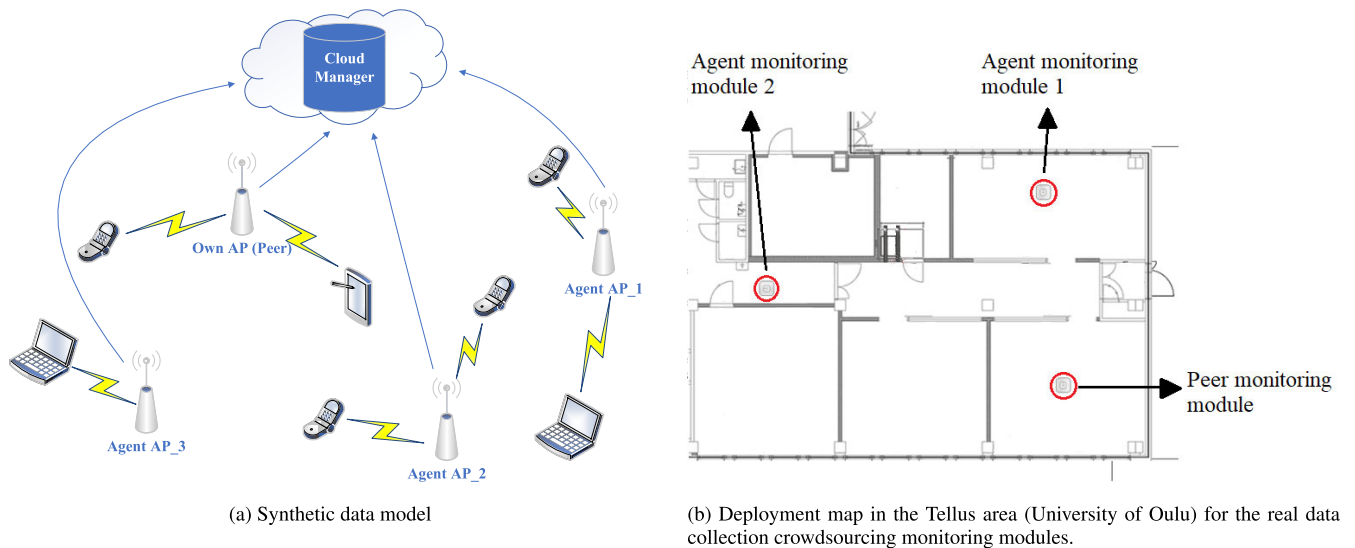 Cloud
Manager
Own AP (Peer)
Agent AP_1
Agent AP_3
Agent AP_2
(a) Synthetic data model
Agent monitoring
module 2
Agent monitoring
module 1
Peer monitoring
module
(b) Deployment map in the Tellus area (University of Oulu) for the real data
collection crowdsourcing monitoring modules.